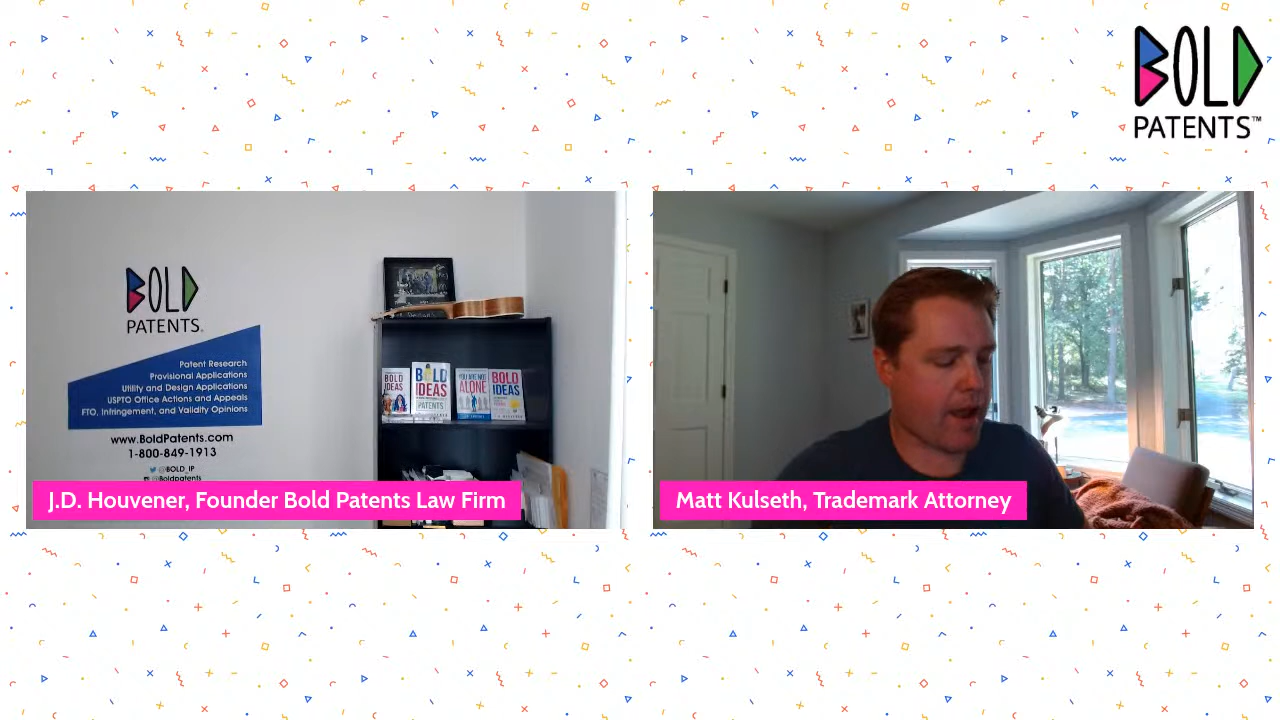 BOLD
PATENTS™
BOLD
PATENTS.
Patent Research
Provisional Applications
Utility and Design Applications
USPTO Office Actions and Appeals
FTO, Infringement, and Validity Opinions
www.BoldPatents.com
1-800-849-1913
@BOLD_IP
@Boldpatents
BOLD
IDEAS
BOLD
IDEAS
PATENTS
YOU ARE NOT
ALONE
BOLD
IDEAS
J.D. Houvener, Founder Bold Patents Law Firm
Matt Kulseth, Trademark Attorney